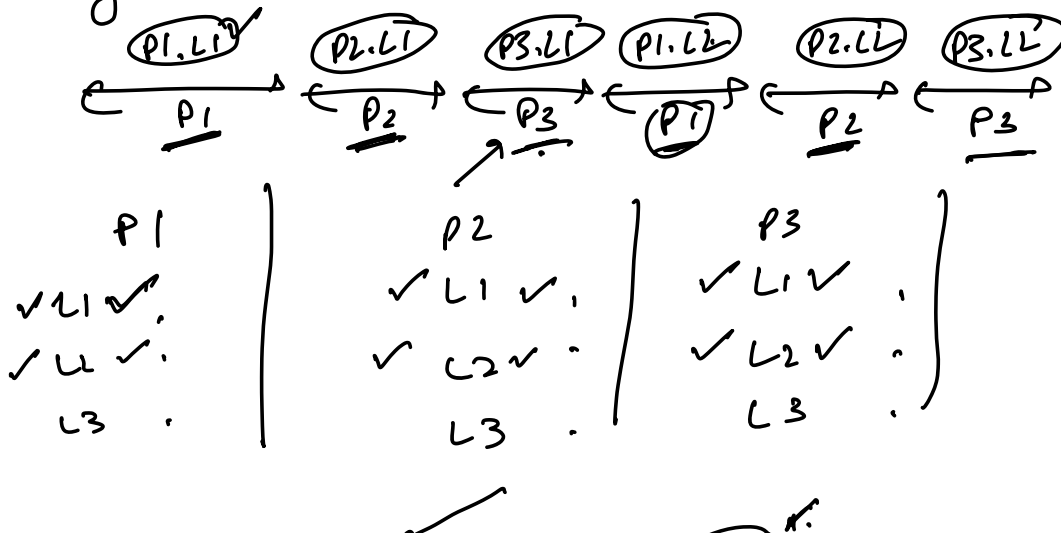 P1.L1 P2.L1 P3.L1 P1.L2 P2.L2 P3.L2
P1 P2 P3 P1 P2 P3
P1 P2 P3
L1 L1 L1
L2 L2 L2
L3 L3 L3